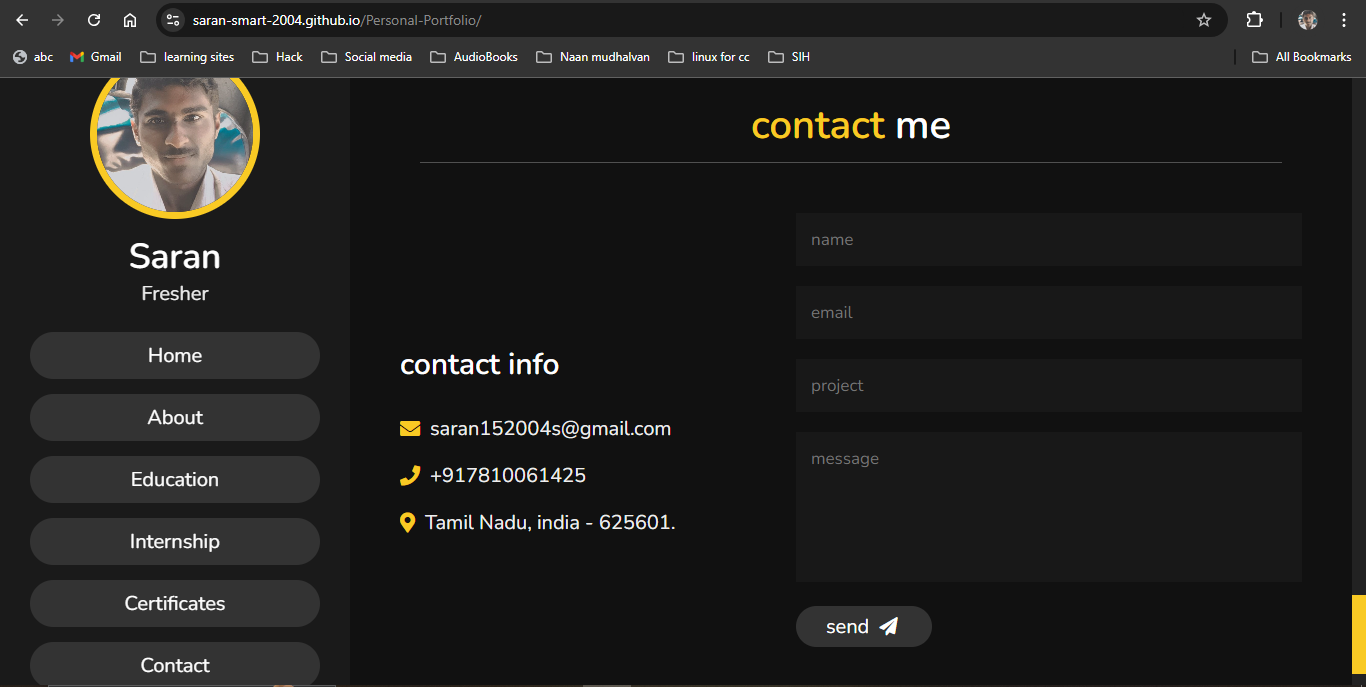 saran-smart-2004.github.io/Personal-Portfolio/
abc Gmail learning sites Hack Social media AudioBooks Naan mudhalvan linux for cc SIH All Bookmarks
Saran
Fresher
Home
About
Education
Internship
Certificates
Contact
contact me
contact info
saran152004s@gmail.com
+917810061425
Tamil Nadu, india - 625601.
name
email
project
message
send